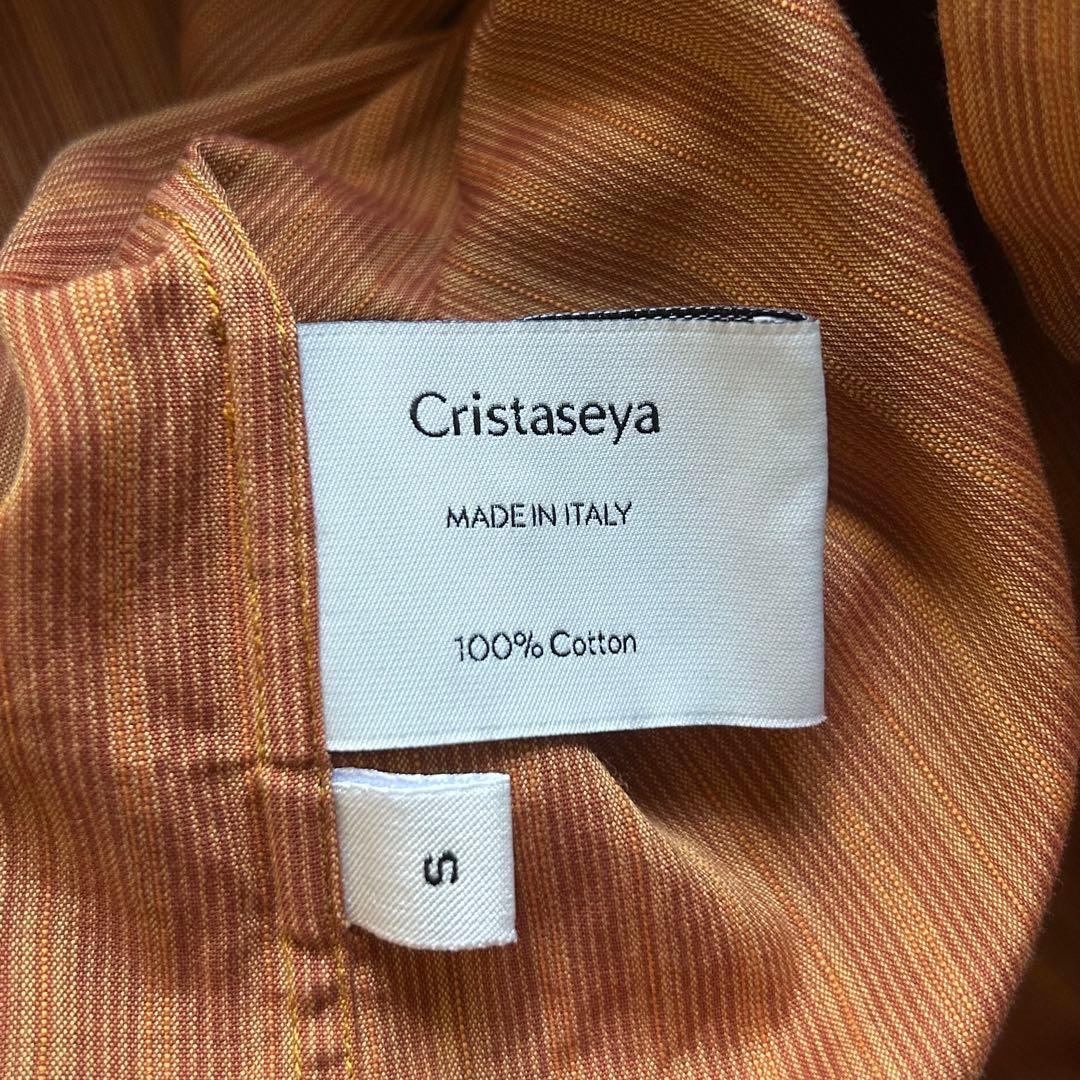 Cristaseya
MADE IN ITALY
100% Cotton
S